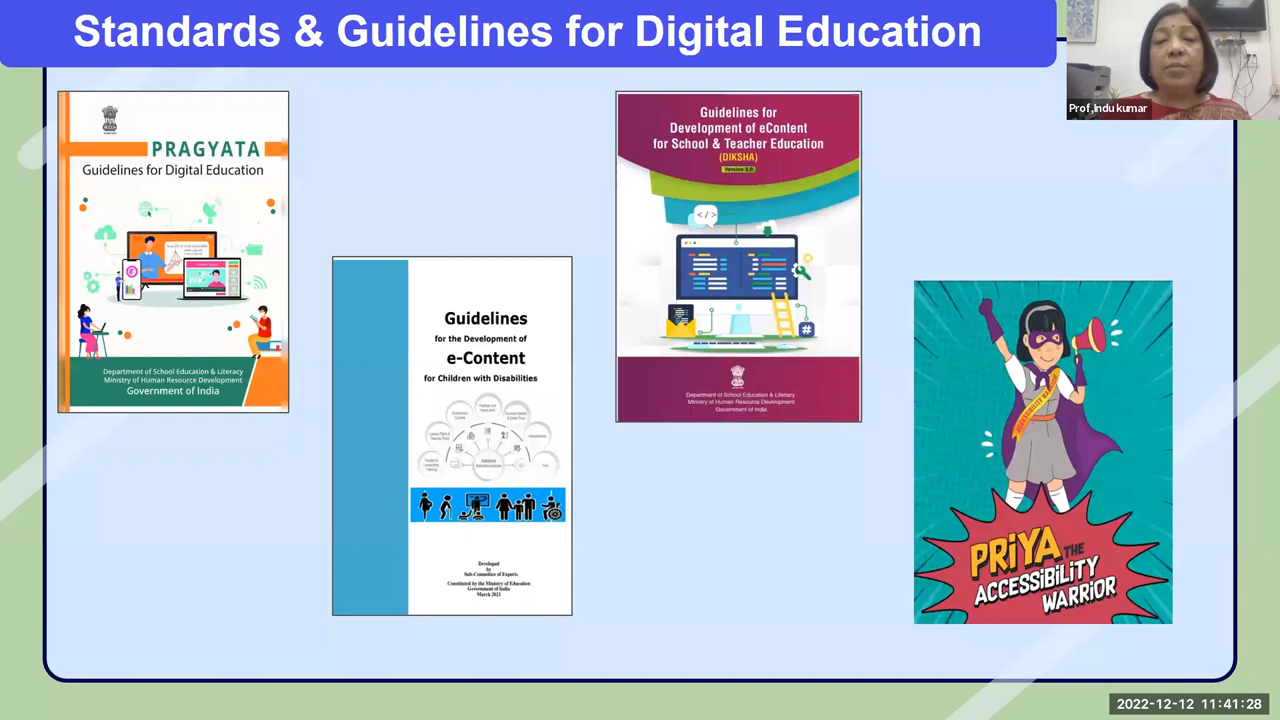 Standards & Guidelines for Digital Education
Prof,Indu kumar
PRAGYATA
Guidelines for Digital Education
Department of School Education & Literacy
Ministry of Human Resource Development
Government of India
Guidelines
for the Development of
e-Content
for Children with Disabilities
Developed
by
Sub-Committee of Experts
Constituted by the Ministry of Education
Government of India
March 2021
Guidelines for
Development of eContent
for School & Teacher Education
(DIKSHA)
Version 3.0
</>
#
Department of School Education & Literacy
Ministry of Human Resource Development
Government of India
PRiYA THE
ACCESSiBiLiTY
WARRiOR
2022-12-12 11:41:28